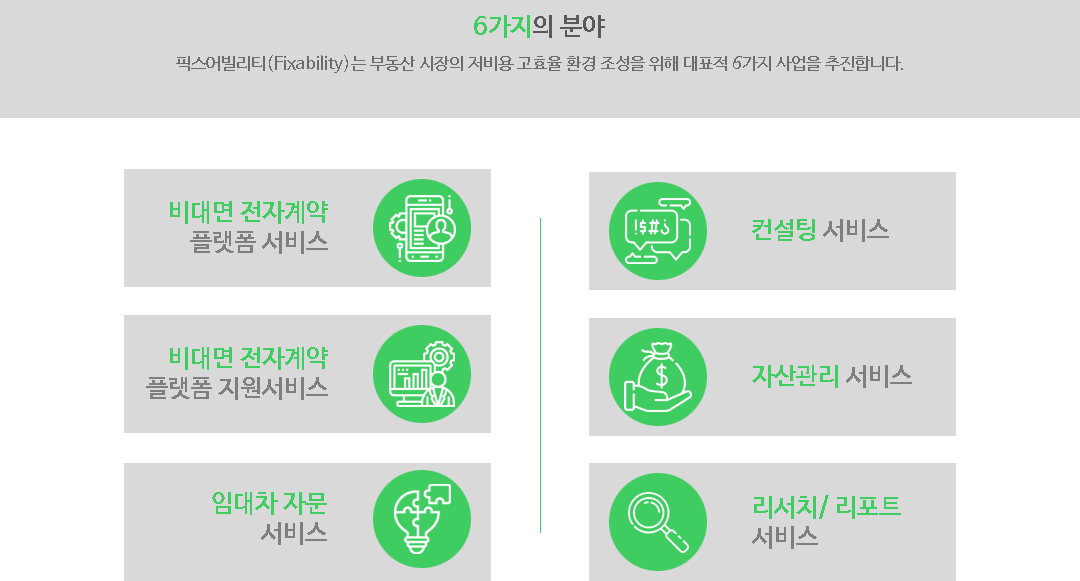 6가지의 분야
픽스어빌리티(Fixability)는 부동산 시장의 저비용 고효율 환경 조성을 위해 대표적 6가지 사업을 추진합니다.
비대면 전자계약
플랫폼 서비스
비대면 전자계약
플랫폼 지원서비스
임대차 자문
서비스
!$#¿
컨설팅 서비스
$
자산관리 서비스
리서치/ 리포트
서비스